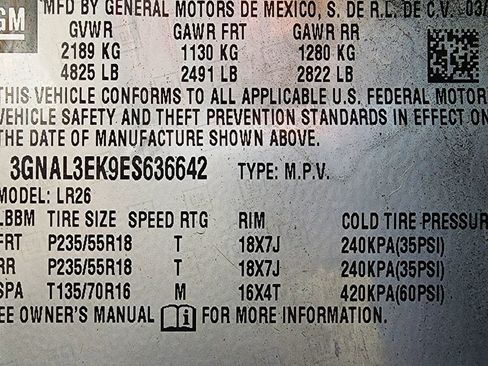 GM MFD BY GENERAL MOTORS DE MEXICO, S. DE R.L. DE C.V. 03/
GVWR GAWR FRT GAWR RR
2189 KG 1130 KG 1280 KG
4825 LB 2491 LB 2822 LB
THIS VEHICLE CONFORMS TO ALL APPLICABLE U.S. FEDERAL MOTOR
VEHICLE SAFETY AND THEFT PREVENTION STANDARDS IN EFFECT ON
THE DATE OF MANUFACTURE SHOWN ABOVE.
3GNAL3EK9ES636642 TYPE: M.P.V.
MODEL: LR26
LBBM TIRE SIZE SPEED RTG RIM COLD TIRE PRESSUR
FRT P235/55R18 T 18X7J 240KPA(35PSI)
RR P235/55R18 T 18X7J 240KPA(35PSI)
SPA T135/70R16 M 16X4T 420KPA(60PSI)
EE OWNER'S MANUAL i FOR MORE INFORMATION.